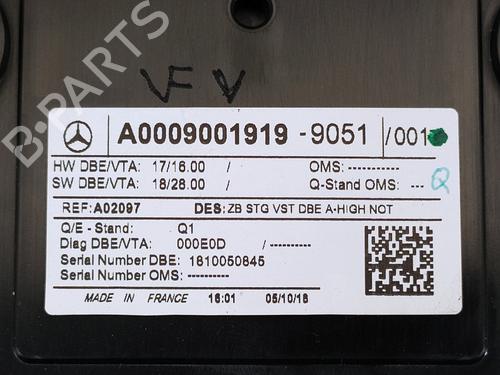 VF V
B-PARTS
A0009001919 - 9051 /001
HW DBE/VTA: 17/16.00 / OMS: ----------
SW DBE/VTA: 18/28.00 / Q-Stand OMS: --- Q
REF: A02097 DES: ZB STG VST DBE A-HIGH NOT
Q/E - Stand: Q1
Diag DBE/VTA: 000E0D /----------
Serial Number DBE: 1810050845
Serial Number OMS:----------
MADE IN FRANCE 16:01 05/10/18